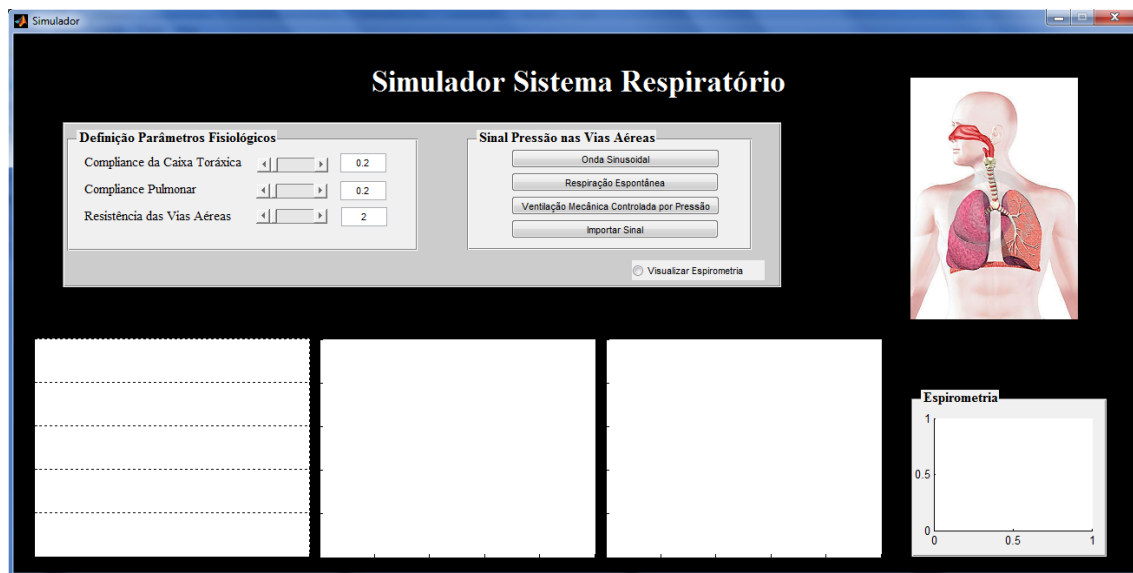 Simulador
Simulador Sistema Respiratório
Definição Parâmetros Fisiológicos
Compliance da Caixa Toráxica
0.2
Compliance Pulmonar
0.2
Resistência das Vias Aéreas
2
Sinal Pressão nas Vias Aéreas
Onda Sinusoidal
Respiração Espontânea
Ventilação Mecânica Controlada por Pressão
Importar Sinal
Visualizar Espirometria
Espirometria
1
0.5
0
0
0.5
1